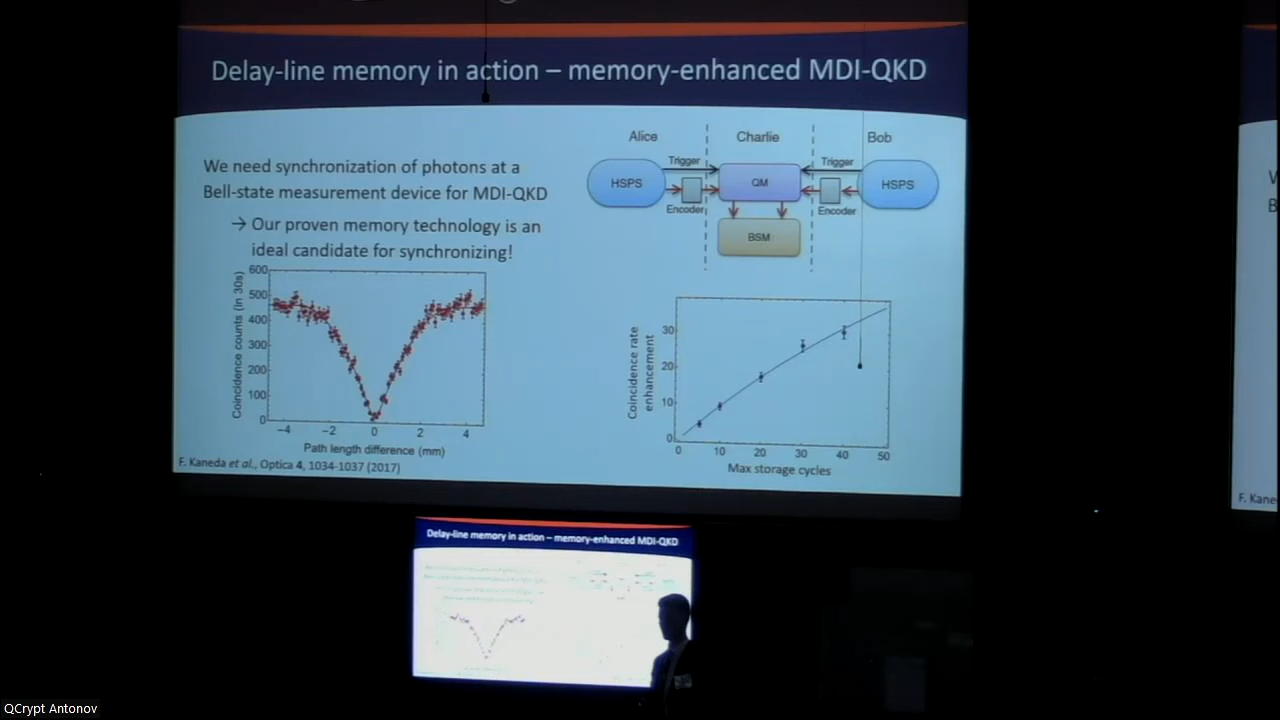 Delay-line memory in action – memory-enhanced MDI-QKD
We need synchronization of photons at a
Bell-state measurement device for MDI-QKD
→ Our proven memory technology is an
ideal candidate for synchronizing!
Alice
Charlie
Bob
Trigger
Trigger
HSPS
QM
HSPS
Encoder
Encoder
BSM
Coincidence counts (in 30s)
600
500
400
300
200
100
0
−4
−2
0
2
4
Path length difference (mm)
F. Kaneda et al., Optica 4, 1034-1037 (2017)
Coincidence rate
enhancement
30
20
10
0
0
10
20
30
40
50
Max storage cycles
F. Kane
Delay-line memory in action – memory-enhanced MDI-QKD
QCrypt Antonov